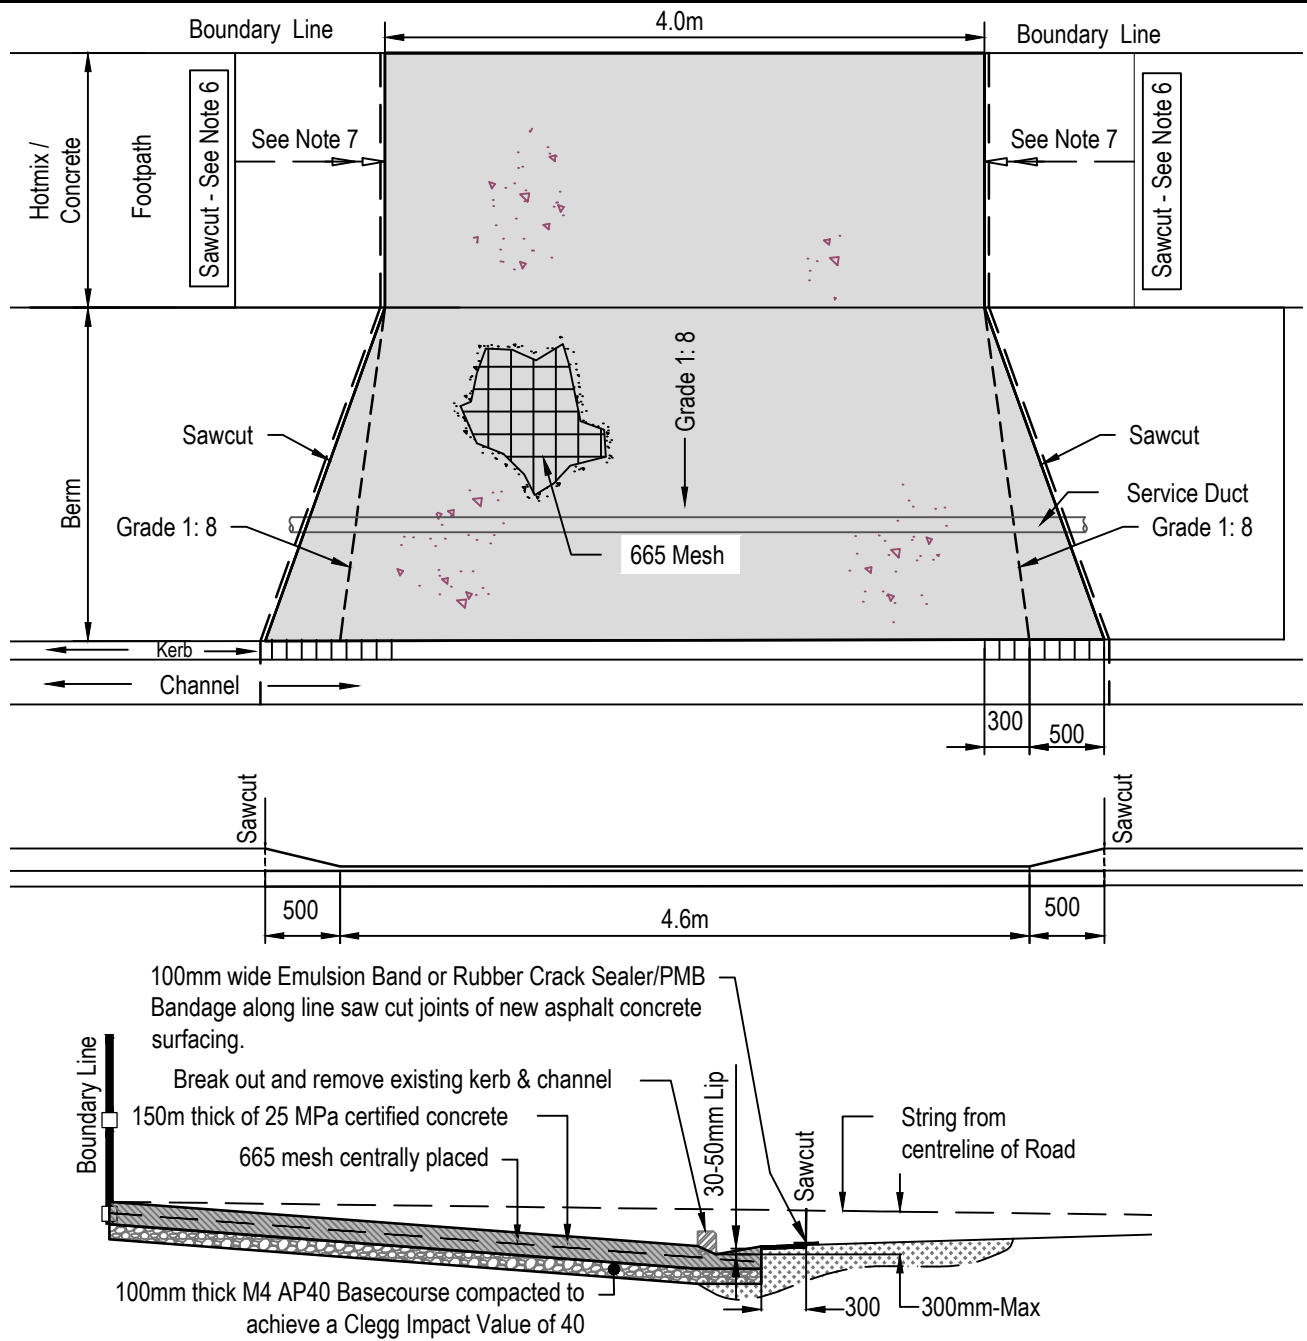 Boundary Line
4.0m
Boundary Line
Hotmix /
Concrete
Footpath
Sawcut - See Note 6
See Note 7
See Note 7
Sawcut - See Note 6
Berm
Sawcut
Grade 1: 8
Grade 1: 8
665 Mesh
Sawcut
Service Duct
Grade 1: 8
Kerb
Channel
300
500
Sawcut
Sawcut
500
4.6m
500
100mm wide Emulsion Band or Rubber Crack Sealer/PMB
Bandage along line saw cut joints of new asphalt concrete
surfacing.
Boundary Line
Break out and remove existing kerb & channel
150m thick of 25 MPa certified concrete
665 mesh centrally placed
30-50mm Lip
Sawcut
String from
centreline of Road
100mm thick M4 AP40 Basecourse compacted to
achieve a Clegg Impact Value of 40
300
300mm-Max